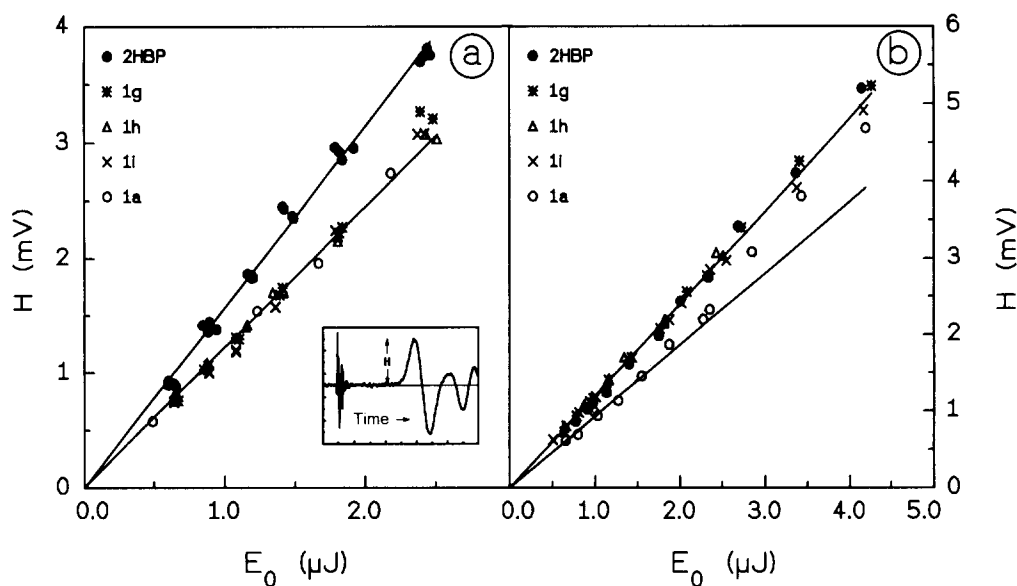 4
3
2
1
0
H (mV)
a
2HBP
1g
1h
1i
1a
H
Time
0.0 1.0 2.0
E₀ (μJ)
b
2HBP
1g
1h
1i
1a
6
5
4
3
2
1
0
H (mV)
0.0 1.0 2.0 3.0 4.0 5.0
E₀ (μJ)